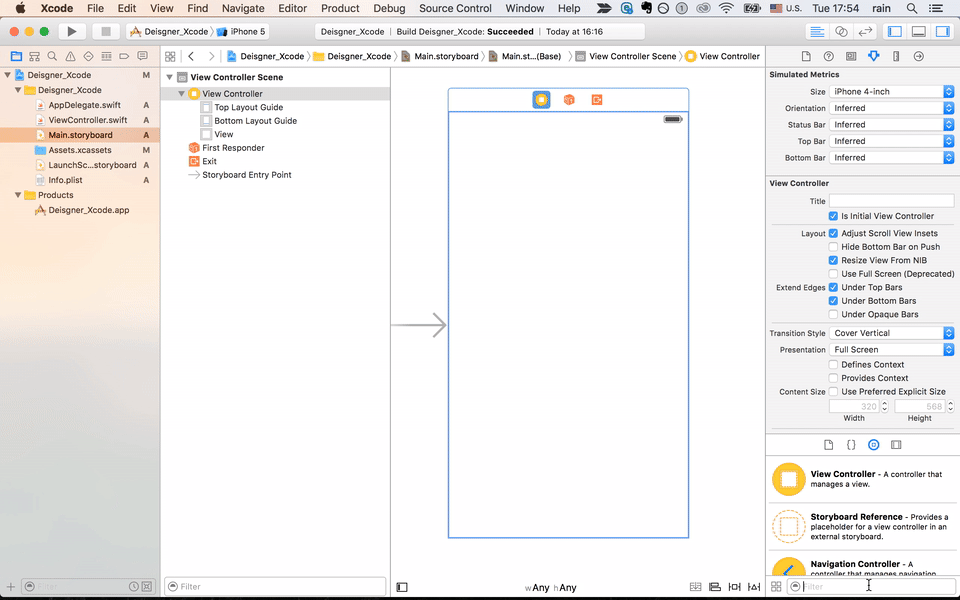 Xcode File Edit View Find Navigate Editor Product Debug Source Control Window Help U.S. Tue 17:54 rain
Deisgner_Xcode iPhone 5 Deisgner_Xcode Build Deisgner_Xcode: Succeeded Today at 16:16
Deisgner_Xcode Deisgner_Xcode Main.storyboard Main.st...(Base) View Controller Scene View Controller
Deisgner_Xcode M
Deisgner_Xcode
AppDelegate.swift A
ViewController.swift A
Main.storyboard A
Assets.xcassets M
LaunchSc...storyboard A
Info.plist A
Products
Deisgner_Xcode.app
Filter
View Controller Scene
View Controller
Top Layout Guide
Bottom Layout Guide
View
First Responder
Exit
Storyboard Entry Point
Filter
wAny hAny
Simulated Metrics
Size iPhone 4-inch
Orientation Inferred
Status Bar Inferred
Top Bar Inferred
Bottom Bar Inferred
View Controller
Title
Is Initial View Controller
Layout Adjust Scroll View Insets
Hide Bottom Bar on Push
Resize View From NIB
Use Full Screen (Deprecated)
Extend Edges Under Top Bars
Under Bottom Bars
Under Opaque Bars
Transition Style Cover Vertical
Presentation Full Screen
Defines Context
Provides Context
Content Size Use Preferred Explicit Size
320 568
Width Height
View Controller - A controller that
manages a view.
Storyboard Reference - Provides a
placeholder for a view controller in an
external storyboard.
Navigation Controller - A
controller that manages navigation
Filter